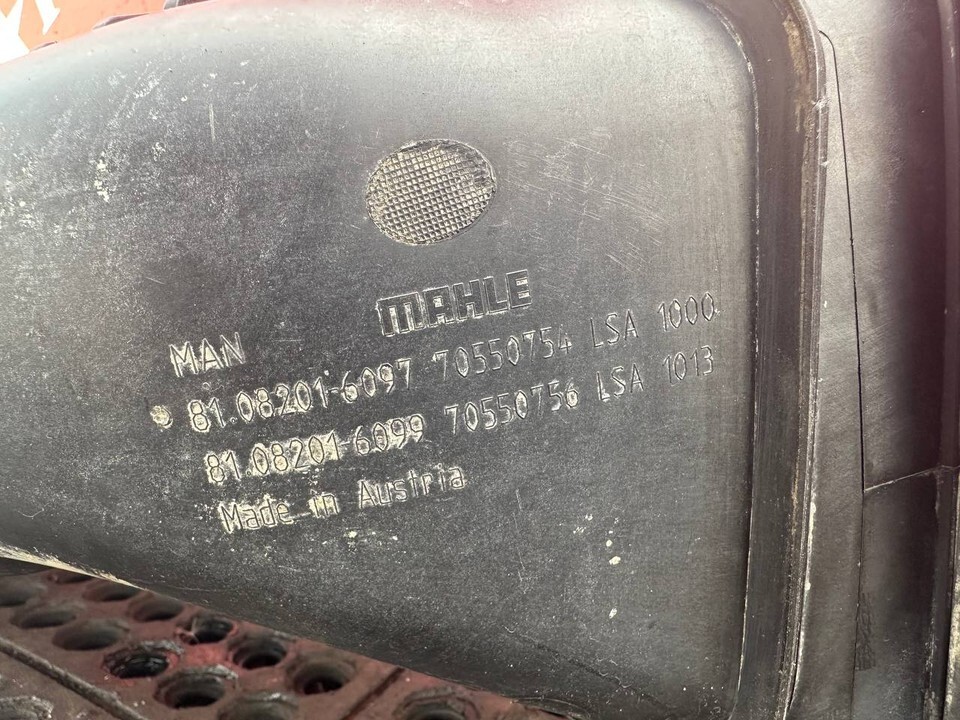 MAHLE
MAN
81.08201-6097 70550754 LSA 1000
81.08201-6099 70550756 LSA 1013
Made in Austria